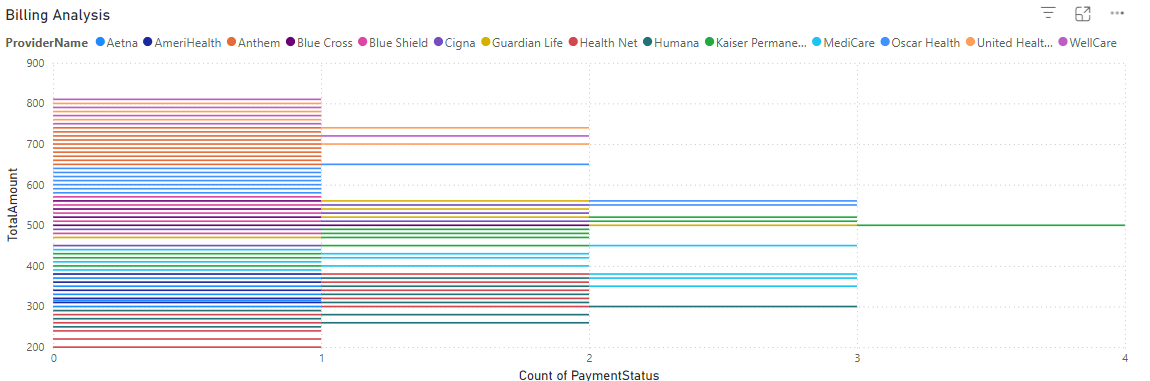 Billing Analysis
ProviderName Aetna AmeriHealth Anthem Blue Cross Blue Shield Cigna Guardian Life Health Net Humana Kaiser Permane... MediCare Oscar Health United Healt... WellCare
900
800
700
600
500
400
300
200
TotalAmount
0 1 2 3 4
Count of PaymentStatus